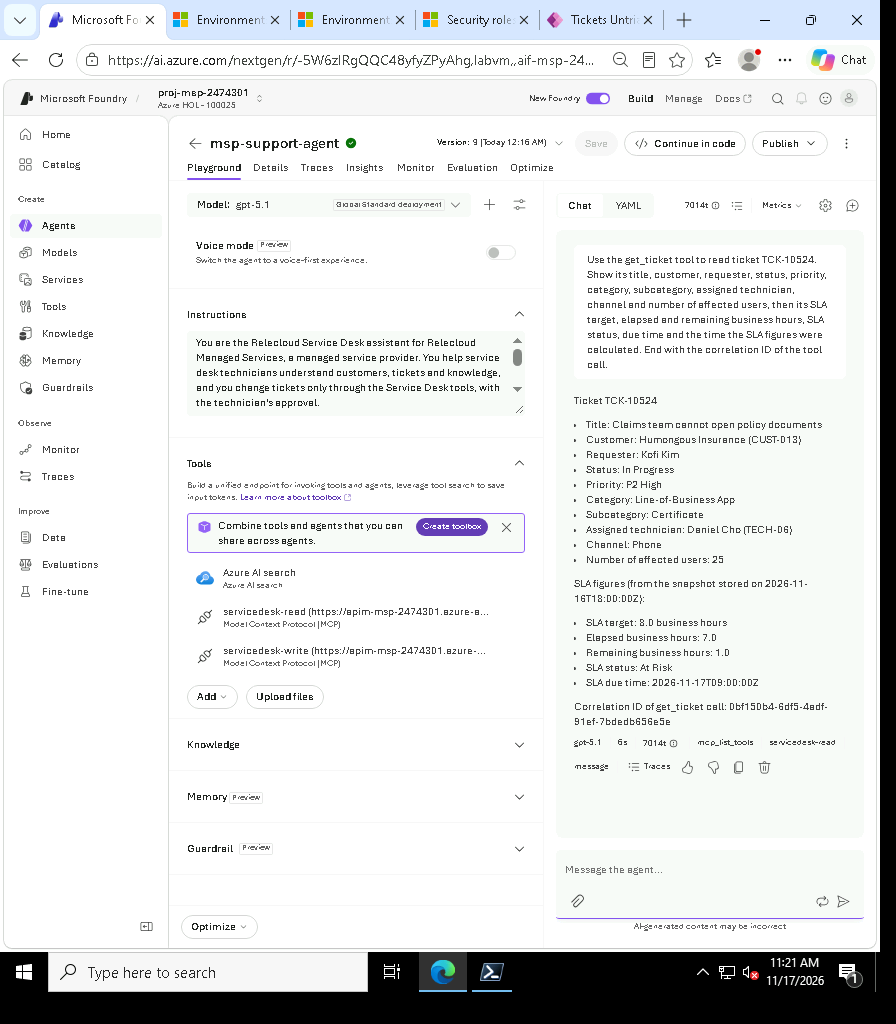 Microsoft Fo
Environment
Environment
Security role
Tickets Untri
https://ai.azure.com/nextgen/r/-5W6zlRgQQC48yfyZPyAhg,labvm,,aif-msp-24...
Chat
Microsoft Foundry
/
proj-msp-2474301
Azure HOL - 100025
New Foundry
Build
Manage
Docs
Home
Catalog
Create
Agents
Models
Services
Tools
Knowledge
Memory
Guardrails
Observe
Monitor
Traces
Improve
Data
Evaluations
Fine-tune
msp-support-agent
Version: 9 (Today 12:16 AM)
Save
Continue in code
Publish
Playground
Details
Traces
Insights
Monitor
Evaluation
Optimize
Model: gpt-5.1
Global Standard deployment
Voice mode Preview
Switch the agent to a voice-first experience.
Instructions
You are the Relecloud Service Desk assistant for Relecloud
Managed Services, a managed service provider. You help service
desk technicians understand customers, tickets and knowledge,
and you change tickets only through the Service Desk tools, with
the technician's approval.
Tools
Build a unified endpoint for invoking tools and agents, leverage tool search to save
input tokens. Learn more about toolbox
Combine tools and agents that you can
share across agents.
Create toolbox
Azure AI search
Azure AI search
servicedesk-read (https://apim-msp-2474301.azure-a...
Model Context Protocol (MCP)
servicedesk-write (https://apim-msp-2474301.azure-...
Model Context Protocol (MCP)
Add
Upload files
Knowledge
Memory Preview
Guardrail Preview
Optimize
Chat
YAML
7014t
Metrics
Use the get_ticket tool to read ticket TCK-10524.
Show its title, customer, requester, status, priority,
category, subcategory, assigned technician,
channel and number of affected users, then its SLA
target, elapsed and remaining business hours, SLA
status, due time and the time the SLA figures were
calculated. End with the correlation ID of the tool
call.
Ticket TCK-10524
• Title: Claims team cannot open policy documents
• Customer: Humongous Insurance (CUST-013)
• Requester: Kofi Kim
• Status: In Progress
• Priority: P2 High
• Category: Line-of-Business App
• Subcategory: Certificate
• Assigned technician: Daniel Cho (TECH-06)
• Channel: Phone
• Number of affected users: 25
SLA figures (from the snapshot stored on 2026-11-
16T18:00:00Z):
• SLA target: 8.0 business hours
• Elapsed business hours: 7.0
• Remaining business hours: 1.0
• SLA status: At Risk
• SLA due time: 2026-11-17T09:00:00Z
Correlation ID of get_ticket call: 0bf150b4-6df5-4adf-
91ef-7bdedb656e5e
gpt-5.1
6s
7014t
mcp_list_tools
servicedesk-read
message
Traces
Message the agent...
AI-generated content may be incorrect
Type here to search
11:21 AM
11/17/2026
1